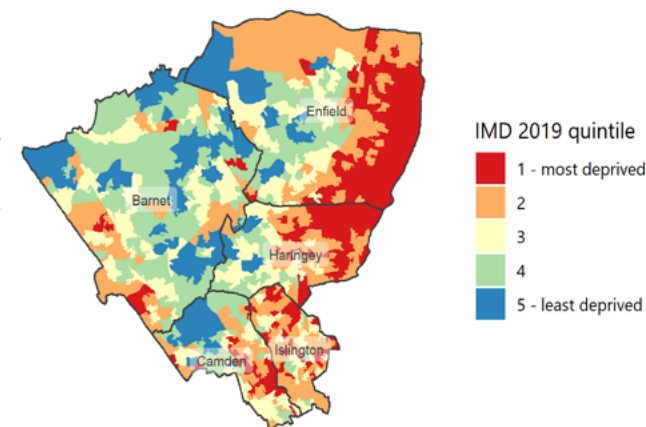 Enfield
Barnet
Haringey
Islington
Camden
IMD 2019 quintile
1 - most deprived
2
3
4
5 - least deprived